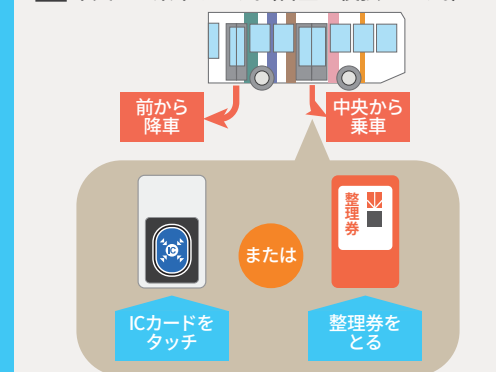 前から
降車
中央から
乗車
整理券
IC
または
ICカードを
タッチ
整理券を
とる